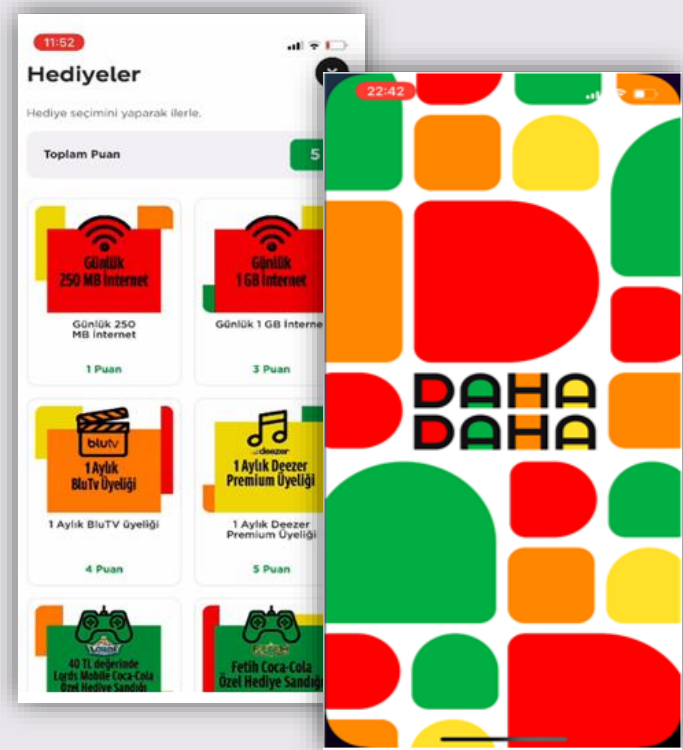 11:52
Hediyeler
Hediye seçimini yaparak ilerle.
Toplam Puan
5
Günlük
250 MB İnternet
Günlük 250
MB İnternet
1 Puan
Günlük
1 GB İnternet
Günlük 1 GB İnterne
3 Puan
blutv
1 Aylık
BluTv Üyeliği
1 Aylık BluTV üyeliği
4 Puan
deezer
1 Aylık Deezer
Premium Üyeliği
1 Aylık Deezer
Premium Üyeliği
5 Puan
LORDS
40 TL değerinde
Lords Mobile Coca-Cola
Özel Hediye Sandığı
FETİH
Fetih Coca-Cola
Özel Hediye Sandığı
22:42
DAHA
DAHA